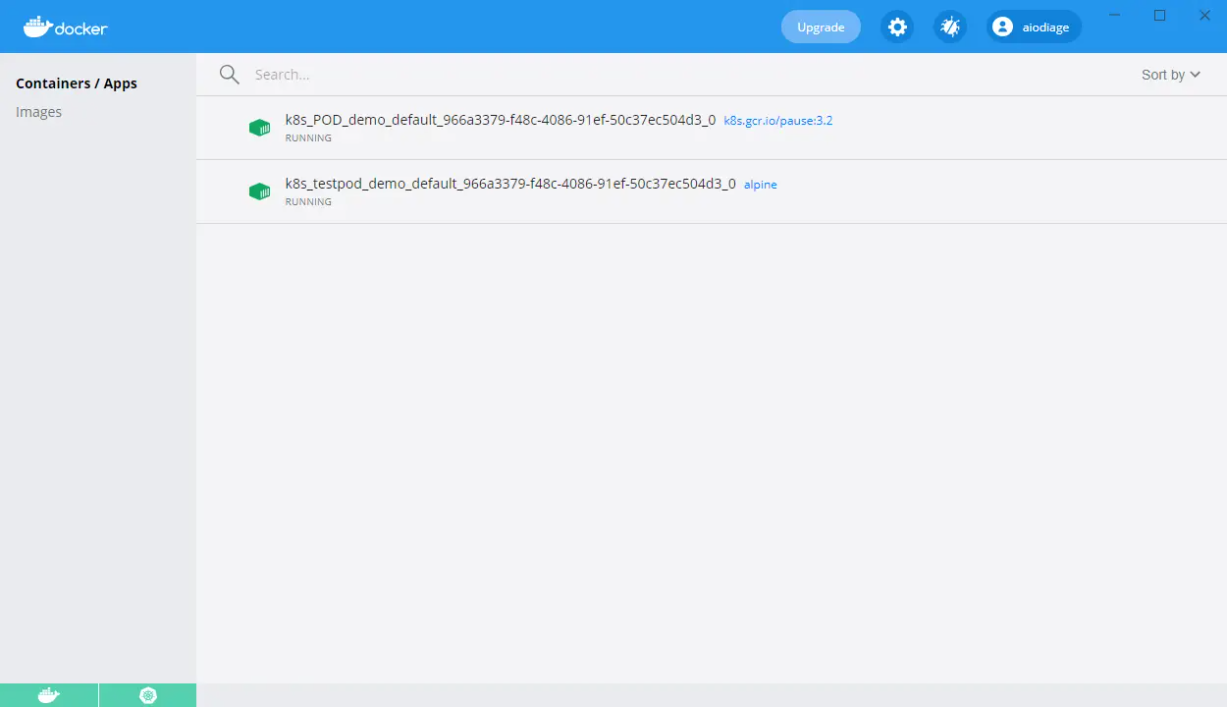 docker
Upgrade
aiodiage
Containers / Apps
Images
Search...
Sort by
k8s_POD_demo_default_966a3379-f48c-4086-91ef-50c37ec504d3_0 k8s.gcr.io/pause:3.2
RUNNING
k8s_testpod_demo_default_966a3379-f48c-4086-91ef-50c37ec504d3_0 alpine
RUNNING